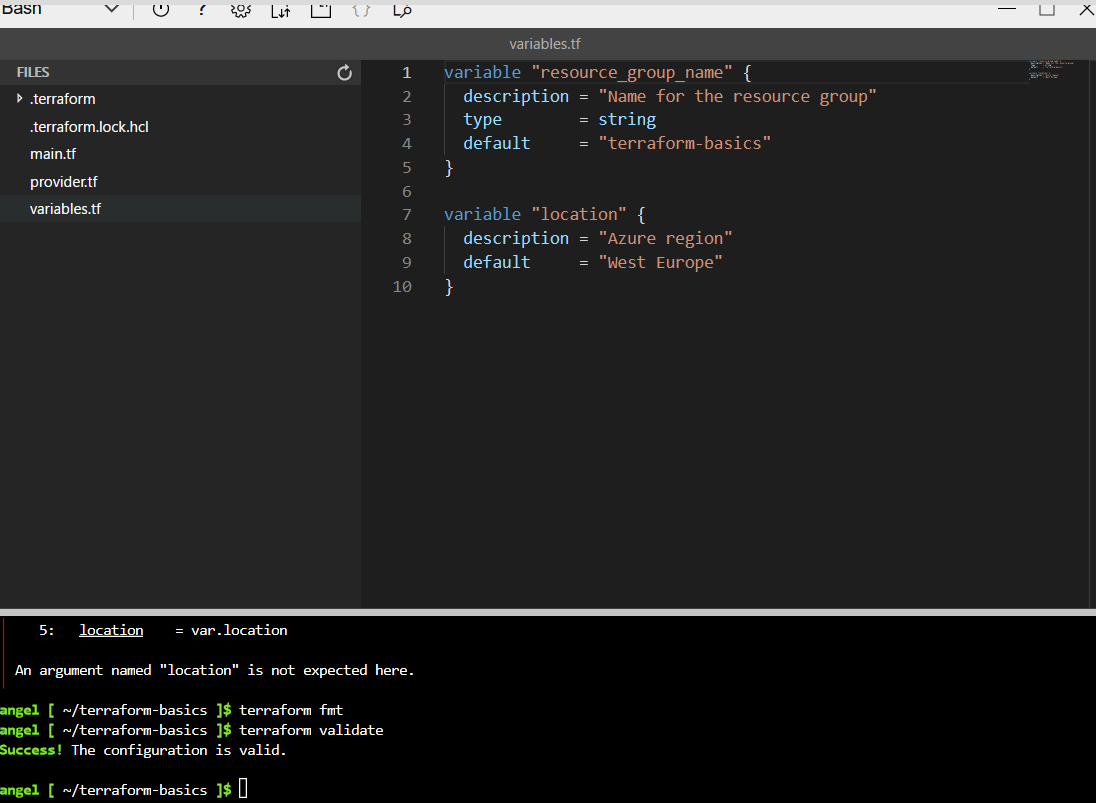 Bash
?
{}
variables.tf
FILES
.terraform
.terraform.lock.hcl
main.tf
provider.tf
variables.tf
1 variable "resource_group_name" {
2   description = "Name for the resource group"
3   type        = string
4   default     = "terraform-basics"
5 }
6
7 variable "location" {
8   description = "Azure region"
9   default     = "West Europe"
10 }
5:   location    = var.location
An argument named "location" is not expected here.
angel [ ~/terraform-basics ]$ terraform fmt
angel [ ~/terraform-basics ]$ terraform validate
Success! The configuration is valid.
angel [ ~/terraform-basics ]$